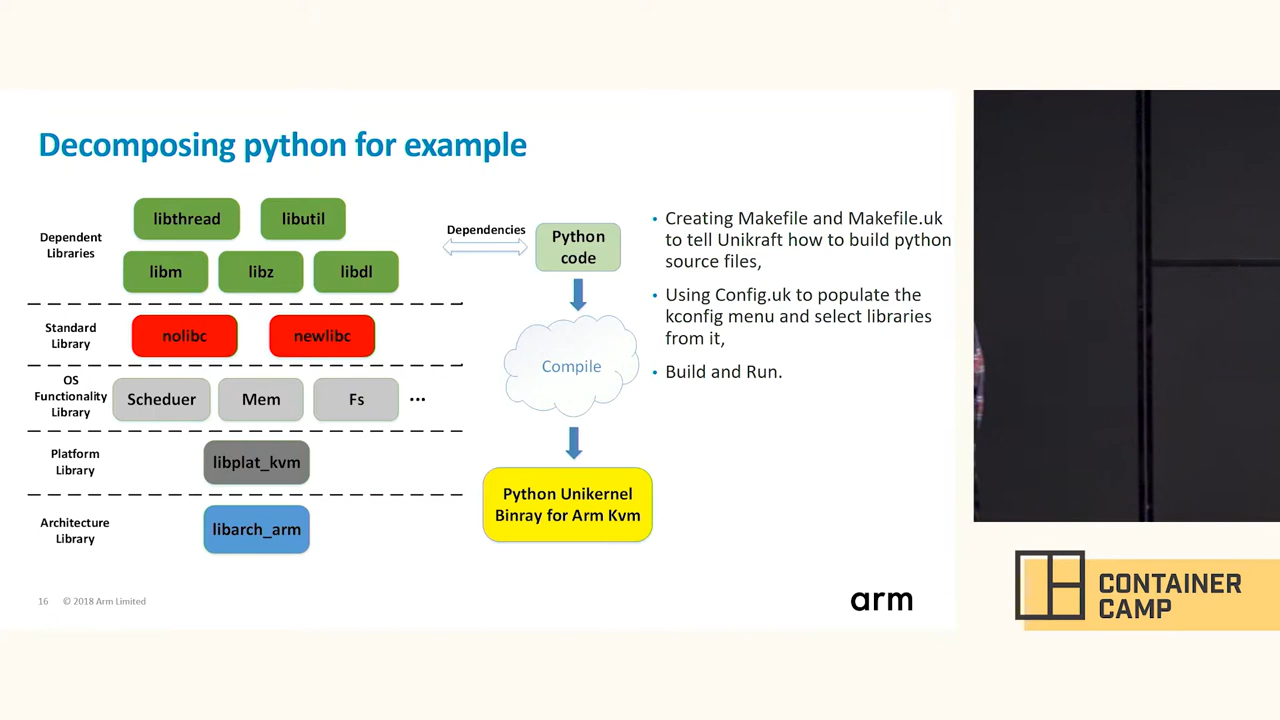 Decomposing python for example
Dependent
Libraries
libthread
libutil
libm
libz
libdl
Standard
Library
nolibc
newlibc
OS
Functionality
Library
Scheduer
Mem
Fs
...
Platform
Library
libplat_kvm
Architecture
Library
libarch_arm
Dependencies
Python
code
Compile
Python Unikernel
Binray for Arm Kvm
• Creating Makefile and Makefile.uk
to tell Unikraft how to build python
source files,
• Using Config.uk to populate the
kconfig menu and select libraries
from it,
• Build and Run.
16 © 2018 Arm Limited
arm
CONTAINER
CAMP